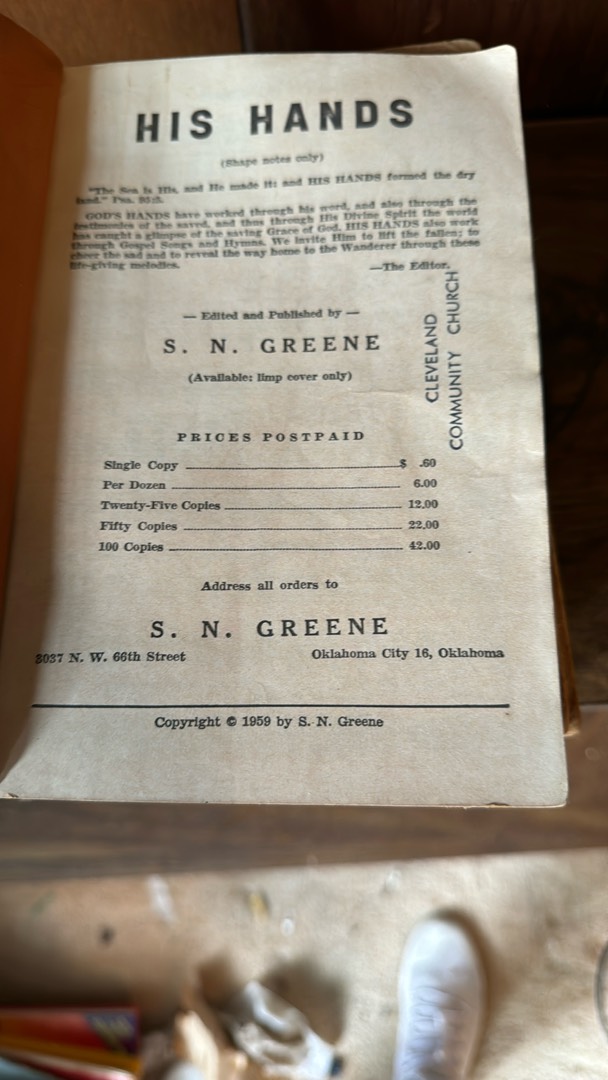 HIS HANDS
(Shape notes only)
"The Sea is His, and He made it: and HIS HANDS formed the dry
land." Psa. 95:5.
GOD'S HANDS have worked through his word, and also through the
testimonies of the saved, and thus through His Divine Spirit the world
has caught a glimpse of the saving Grace of God. HIS HANDS also work
through Gospel Songs and Hymns. We invite Him to lift the fallen; to
cheer the sad and to reveal the way home to the Wanderer through these
life-giving melodies.
—The Editor.
— Edited and Published by —
S. N. GREENE
(Available: limp cover only)
CLEVELAND
COMMUNITY CHURCH
PRICES POSTPAID
Single Copy $ .60
Per Dozen 6.00
Twenty-Five Copies 12.00
Fifty Copies 22.00
100 Copies 42.00
Address all orders to
S. N. GREENE
3037 N. W. 66th Street Oklahoma City 16, Oklahoma
Copyright © 1959 by S. N. Greene